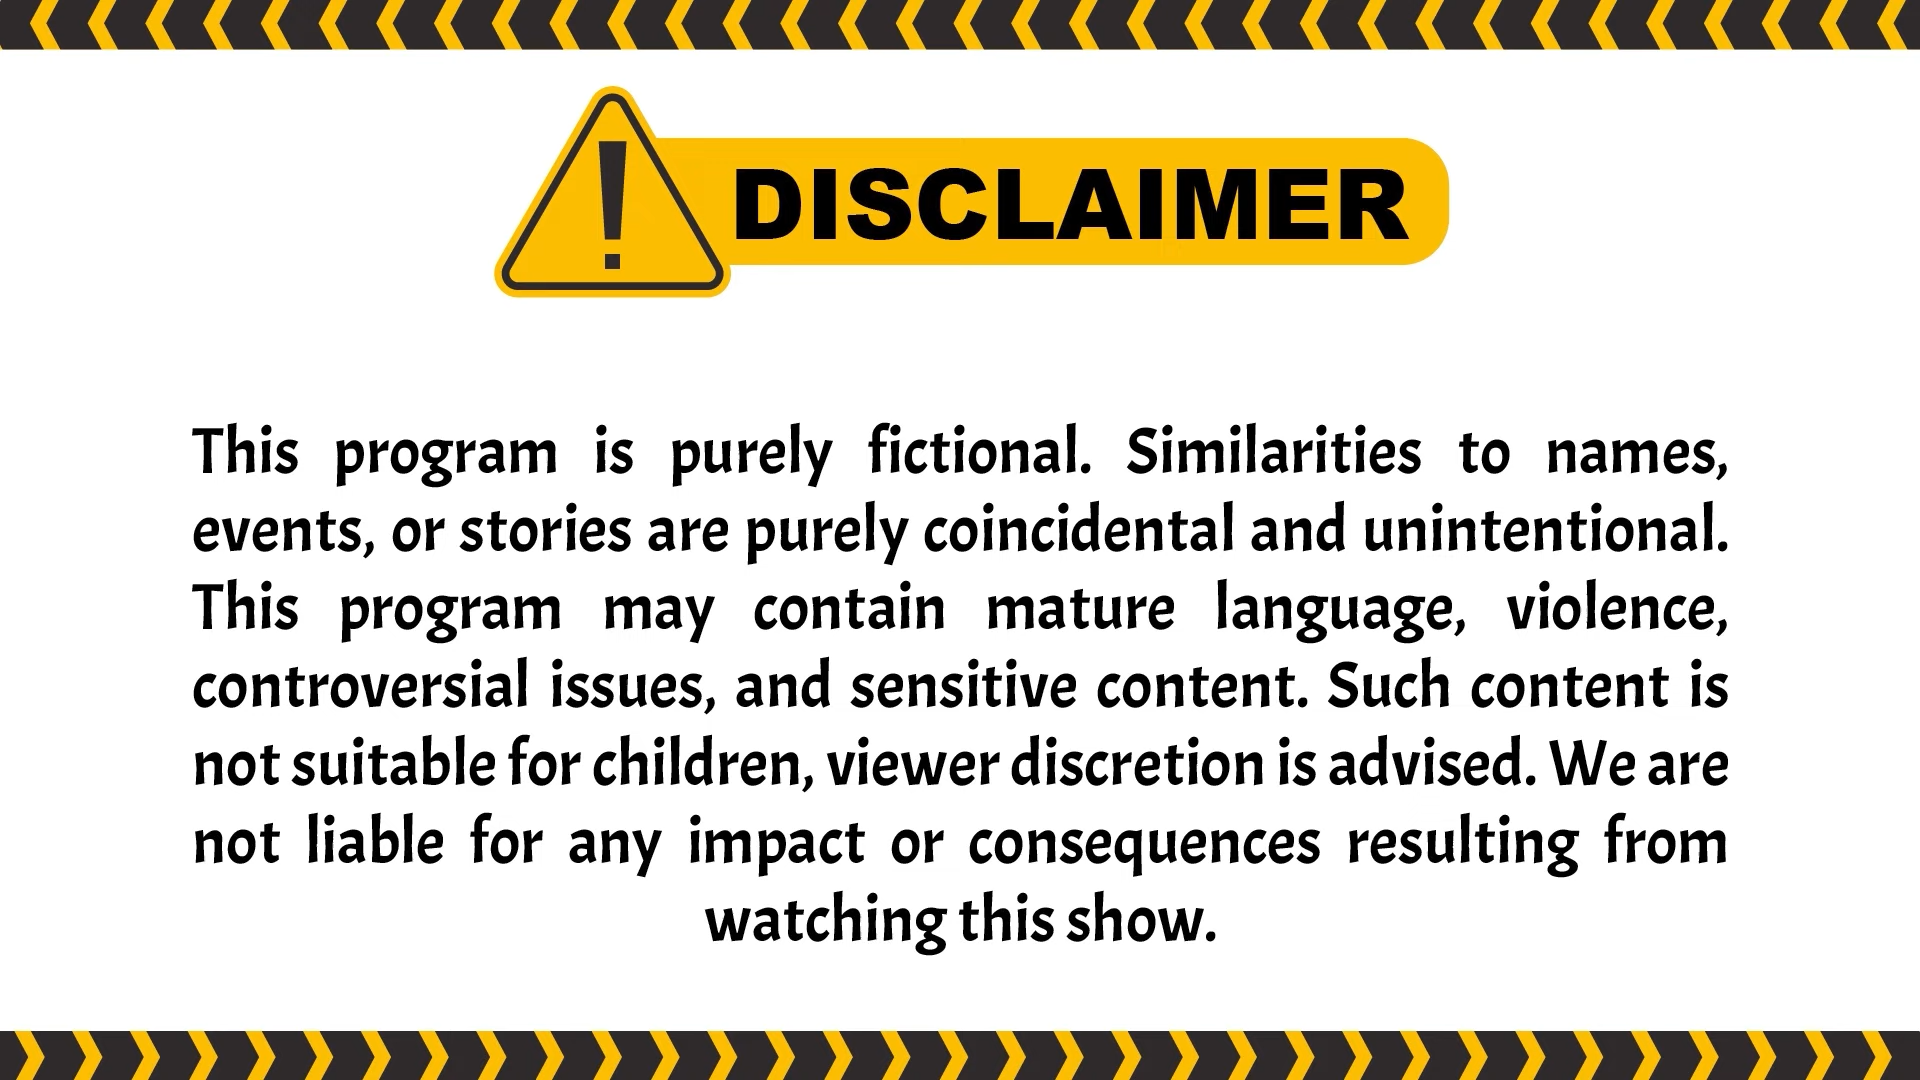 DISCLAIMER
This program is purely fictional. Similarities to names,
events, or stories are purely coincidental and unintentional.
This program may contain mature language, violence,
controversial issues, and sensitive content. Such content is
not suitable for children, viewer discretion is advised. We are
not liable for any impact or consequences resulting from
watching this show.